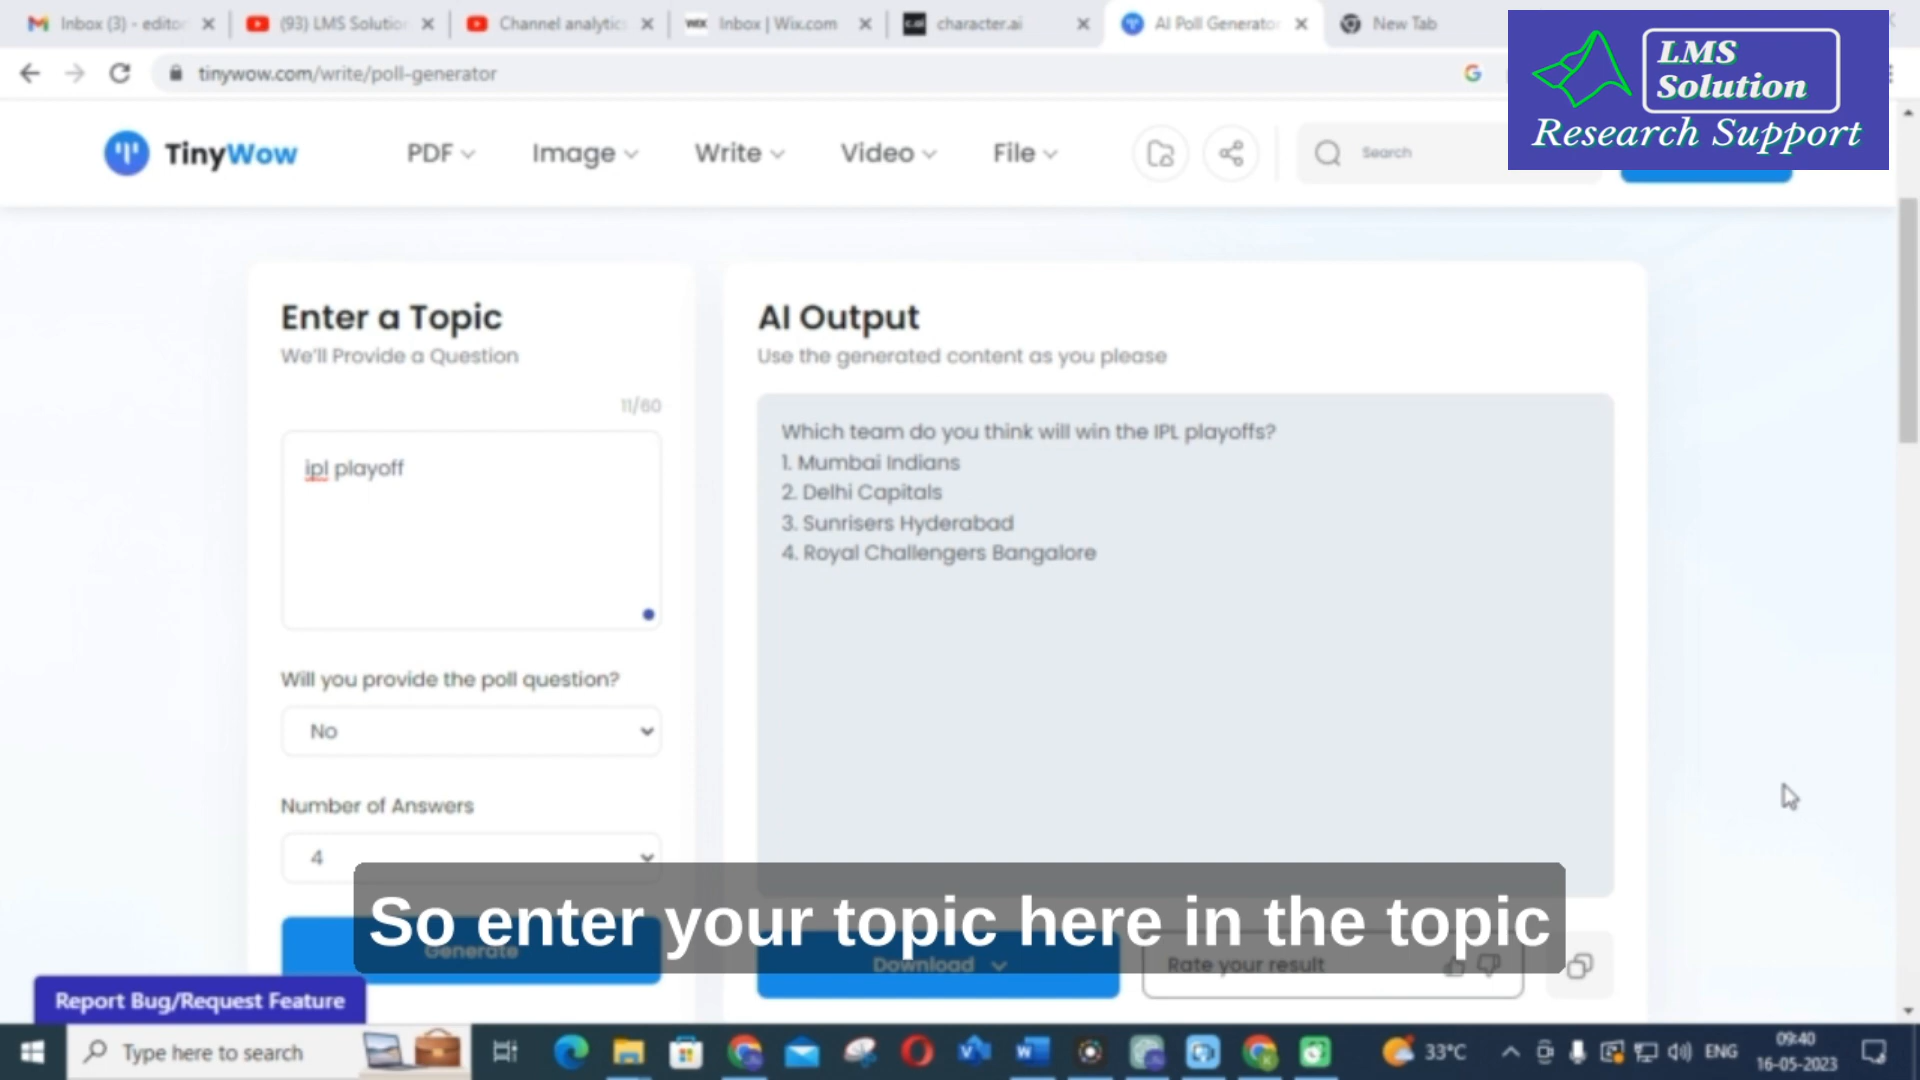 Inbox (3) - editor
(93) LMS Solution
Channel analytics
WIX Inbox | Wix.com
c.ai character.ai
AI Poll Generator
New Tab
tinywow.com/write/poll-generator
LMS
Solution
Research Support
TinyWow
PDF
Image
Write
Video
File
Search
Enter a Topic
We'll Provide a Question
11/60
ipl playoff
Will you provide the poll question?
No
Number of Answers
4
Generate
AI Output
Use the generated content as you please
Which team do you think will win the IPL playoffs?
1. Mumbai Indians
2. Delhi Capitals
3. Sunrisers Hyderabad
4. Royal Challengers Bangalore
Download
Rate your result
So enter your topic here in the topic
Report Bug/Request Feature
Type here to search
33°C
ENG
09:40
16-05-2023